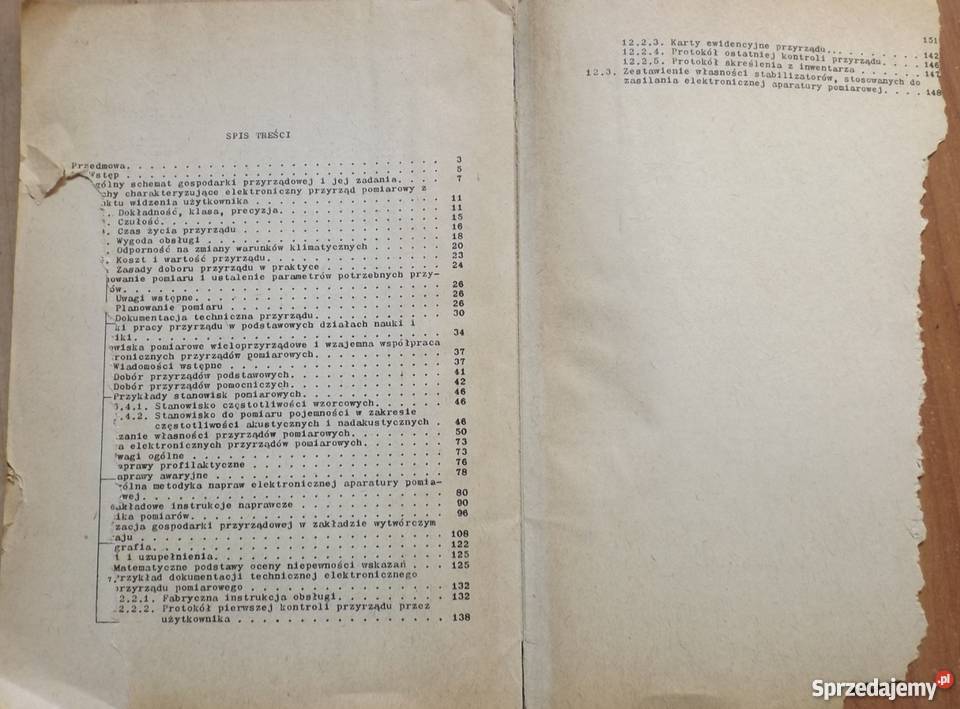 SPIS TREŚCI
Przedmowa. . . . . . . . . . . . . . . . . . . . . . . . . . 3
Wstęp . . . . . . . . . . . . . . . . . . . . . . . . . . 5
gólny schemat gospodarki przyrządowej i jej zadania. . . . 7
chy charakteryzujące elektroniczny przyrząd pomiarowy z
nktu widzenia użytkownika . . . . . . . . . . . . . . . . 11
. Dokładność, klasa, precyzja. . . . . . . . . . . . . . 11
. Czułość. . . . . . . . . . . . . . . . . . . . . . . . 15
. Czas życia przyrządu . . . . . . . . . . . . . . . . . 16
. Wygoda obsługi . . . . . . . . . . . . . . . . . . . . 18
. Odporność na zmiany warunków klimatycznych . . . . . . 20
. Koszt i wartość przyrządu. . . . . . . . . . . . . . . 23
Zasady doboru przyrządu w praktyce . . . . . . . . . . 24
owanie pomiaru i ustalenie parametrów potrzebnych przy-
ów. . . . . . . . . . . . . . . . . . . . . . . . . . . 26
Uwagi wstępne. . . . . . . . . . . . . . . . . . . . . 26
Planowanie pomiaru . . . . . . . . . . . . . . . . . . 26
Dokumentacja techniczna przyrządu. . . . . . . . . . . 30
ki pracy przyrządu w podstawowych działach nauki i
iki. . . . . . . . . . . . . . . . . . . . . . . . . . 34
owiska pomiarowe wieloprzyrządowe i wzajemna współpraca
ronicznych przyrządów pomiarowych. . . . . . . . . . . 37
Wiadomości wstępne . . . . . . . . . . . . . . . . . . 37
Dobór przyrządów podstawowych. . . . . . . . . . . . . 41
Dobór przyrządów pomocniczych. . . . . . . . . . . . . 42
Przykłady stanowisk pomiarowych. . . . . . . . . . . . 46
.4.1. Stanowisko częstotliwości wzorcowych. . . . . . 46
.4.2. Stanowisko do pomiaru pojemności w zakresie
częstotliwości akustycznych i nadakustycznych . 46
zanie własności przyrządów pomiarowych. . . . . . . . 50
a elektronicznych przyrządów pomiarowych. . . . . . . 73
wagi ogólne . . . . . . . . . . . . . . . . . . . . . 73
aprawy profilaktyczne . . . . . . . . . . . . . . . . 76
aprawy awaryjne . . . . . . . . . . . . . . . . . . . 78
gólna metodyka napraw elektronicznej aparatury pomia-
wej. . . . . . . . . . . . . . . . . . . . . . . . . . 80
zykładowe instrukcje naprawcze . . . . . . . . . . . . 90
ika pomiarów. . . . . . . . . . . . . . . . . . . . . 96
zacja gospodarki przyrządowej w zakładzie wytwórczym
aju . . . . . . . . . . . . . . . . . . . . . . . . . 108
grafia. . . . . . . . . . . . . . . . . . . . . . . . 122
i i uzupełnienia. . . . . . . . . . . . . . . . . . . 125
Matematyczne podstawy oceny niepewności wskazań . . . 125
Przykład dokumentacji technicznej elektronicznego
przyrządu pomiarowego . . . . . . . . . . . . . . . . 132
2.2.1. Fabryczna instrukcja obsługi. . . . . . . . . 132
.2.2.2. Protokół pierwszej kontroli przyrządu przez
użytkownika . . . . . . . . . . . . . . . . . 138
151
12.2.3. Karty ewidencyjne przyrządu. . . . . . . . . 142
12.2.4. Protokół ostatniej kontroli przyrządu. . . . 146
12.2.5. Protokół skreślenia z inwentarza . . . . . . 147
12.3. Zestawienie własności stabilizatorów, stosowanych do
zasilania elektronicznej aparatury pomiarowej. . . . 148
Sprzedajemy.pl